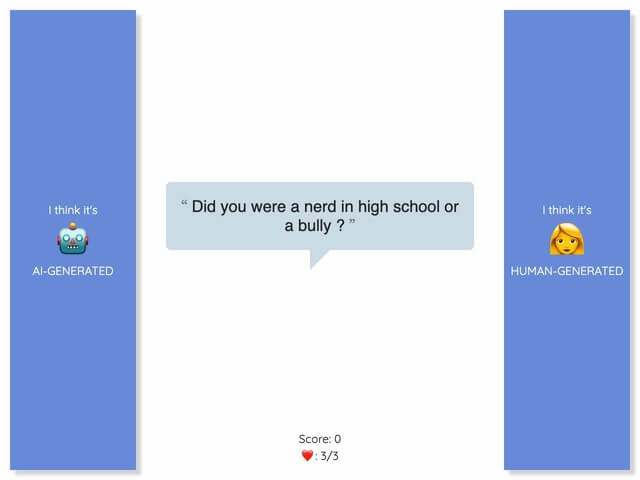 I think it's
AI-GENERATED
“ Did you were a nerd in high school or
a bully ? ”
I think it's
HUMAN-GENERATED
Score: 0
❤️: 3/3